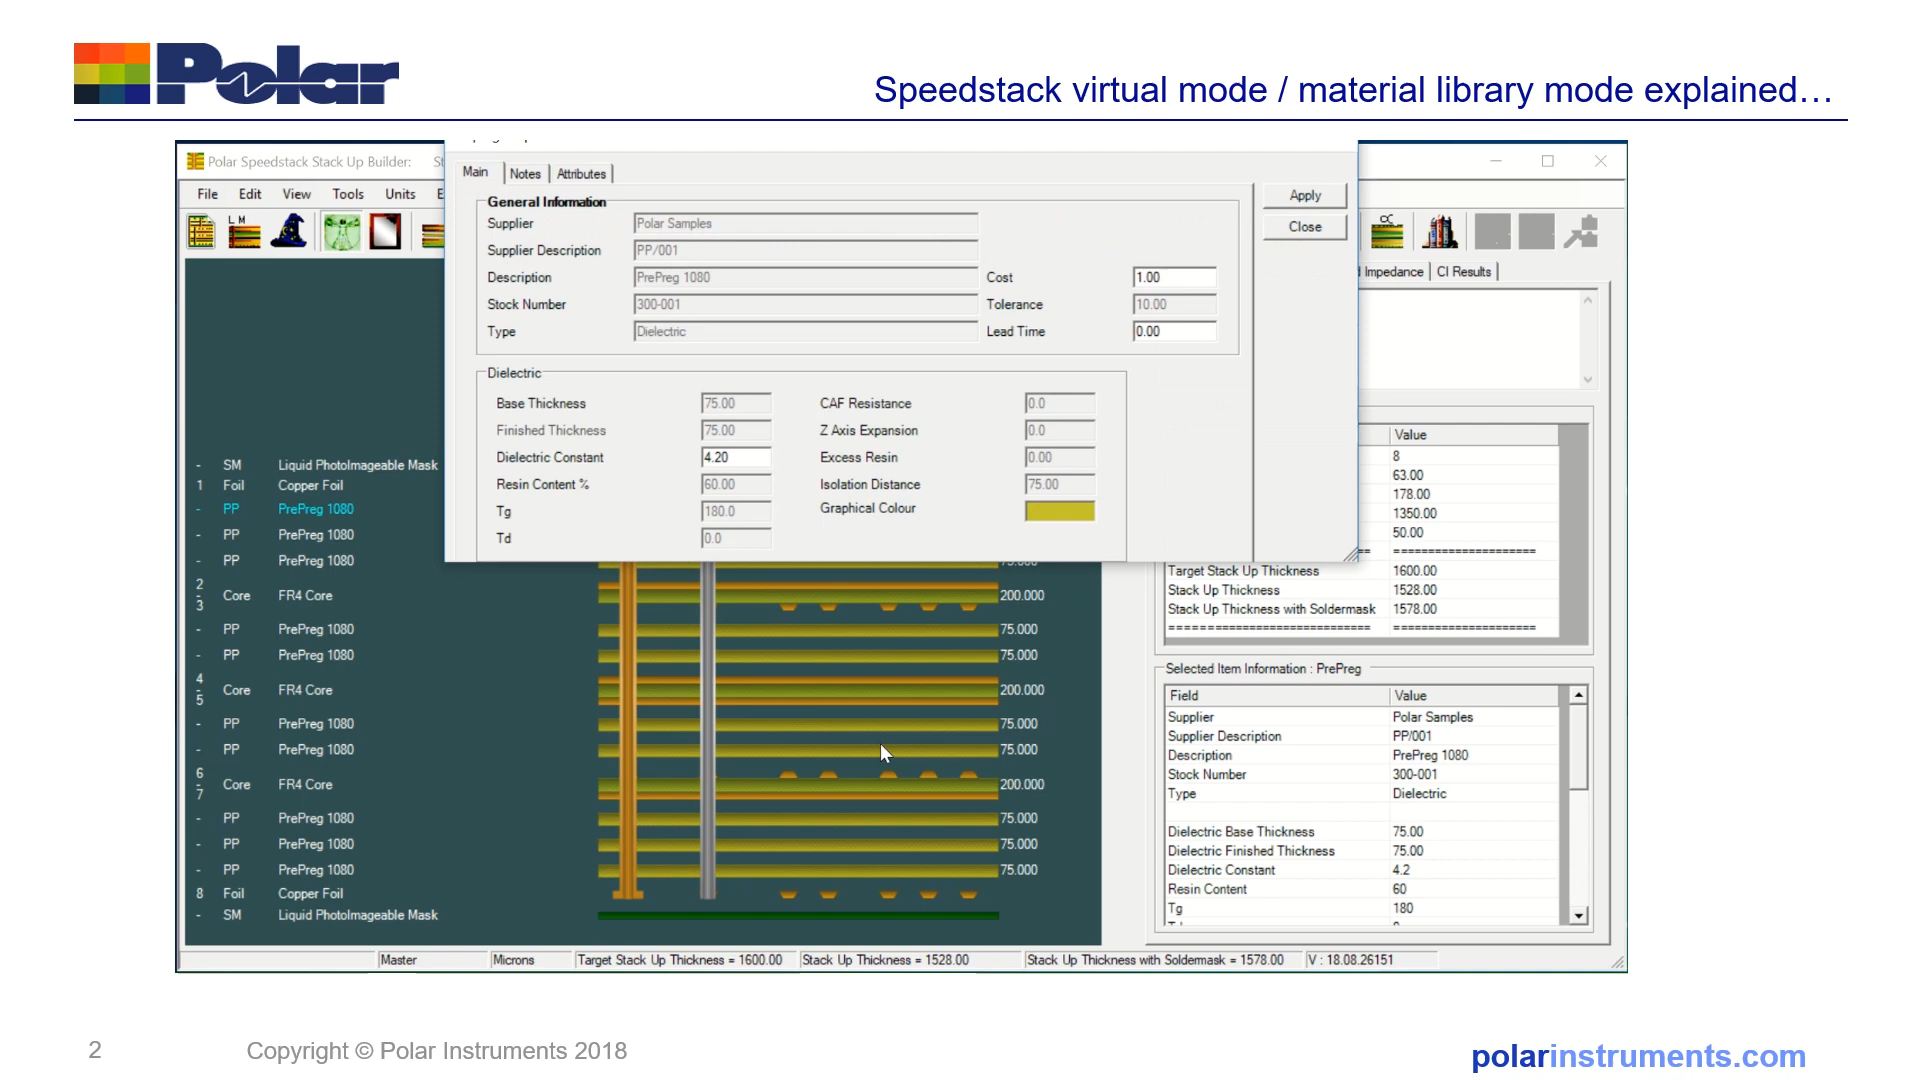 Polar
Speedstack virtual mode / material library mode explained…
Polar Speedstack Stack Up Builder:
File Edit View Tools Units
L M
Main Notes Attributes
General Information
Supplier Polar Samples
Supplier Description PP/001
Description PrePreg 1080 Cost 1.00
Stock Number 300-001 Tolerance 10.00
Type Dielectric Lead Time 0.00
Apply
Close
Dielectric
Base Thickness 75.00 CAF Resistance 0.0
Finished Thickness 75.00 Z Axis Expansion 0.0
Dielectric Constant 4.20 Excess Resin 0.00
Resin Content % 60.00 Isolation Distance 75.00
Tg 180.0 Graphical Colour
Td 0.0
Impedance CI Results
Value
8
63.00
178.00
1350.00
50.00
== ======================
Target Stack Up Thickness 1600.00
Stack Up Thickness 1528.00
Stack Up Thickness with Soldermask 1578.00
============================= ======================
- SM Liquid PhotoImageable Mask
1 Foil Copper Foil
- PP PrePreg 1080
- PP PrePreg 1080
- PP PrePreg 1080 75.000
2 - 3 Core FR4 Core 200.000
- PP PrePreg 1080 75.000
- PP PrePreg 1080 75.000
4 - 5 Core FR4 Core 200.000
- PP PrePreg 1080 75.000
- PP PrePreg 1080 75.000
6 - 7 Core FR4 Core 200.000
- PP PrePreg 1080 75.000
- PP PrePreg 1080 75.000
- PP PrePreg 1080 75.000
8 Foil Copper Foil
- SM Liquid PhotoImageable Mask
Selected Item Information : PrePreg
Field Value
Supplier Polar Samples
Supplier Description PP/001
Description PrePreg 1080
Stock Number 300-001
Type Dielectric
Dielectric Base Thickness 75.00
Dielectric Finished Thickness 75.00
Dielectric Constant 4.2
Resin Content 60
Tg 180
Master Microns Target Stack Up Thickness = 1600.00 Stack Up Thickness = 1528.00 Stack Up Thickness with Soldermask = 1578.00 V : 18.08.26151
2 Copyright © Polar Instruments 2018 polarinstruments.com